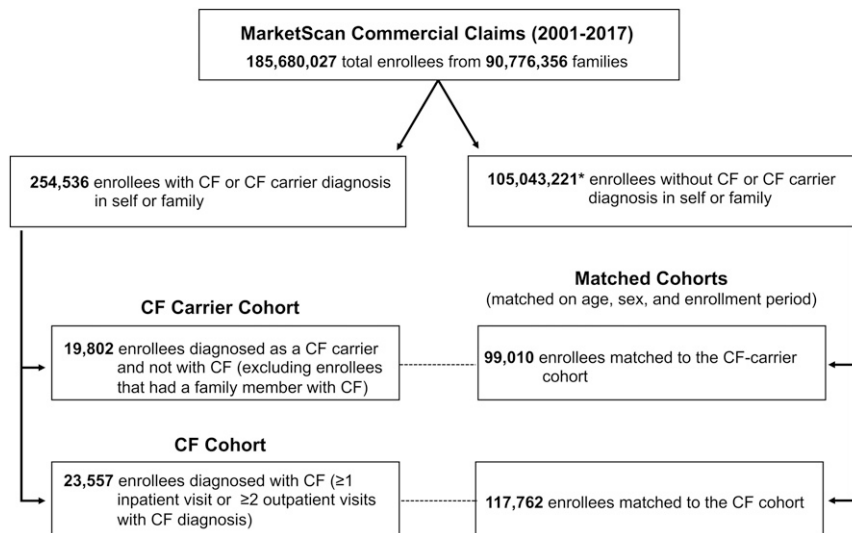 MarketScan Commercial Claims (2001-2017)
185,680,027 total enrollees from 90,776,356 families
254,536 enrollees with CF or CF carrier diagnosis
in self or family
105,043,221* enrollees without CF or CF carrier
diagnosis in self or family
CF Carrier Cohort
19,802 enrollees diagnosed as a CF carrier
and not with CF (excluding enrollees
that had a family member with CF)
Matched Cohorts
(matched on age, sex, and enrollment period)
99,010 enrollees matched to the CF-carrier
cohort
CF Cohort
23,557 enrollees diagnosed with CF (≥1
inpatient visit or ≥2 outpatient visits
with CF diagnosis)
117,762 enrollees matched to the CF cohort